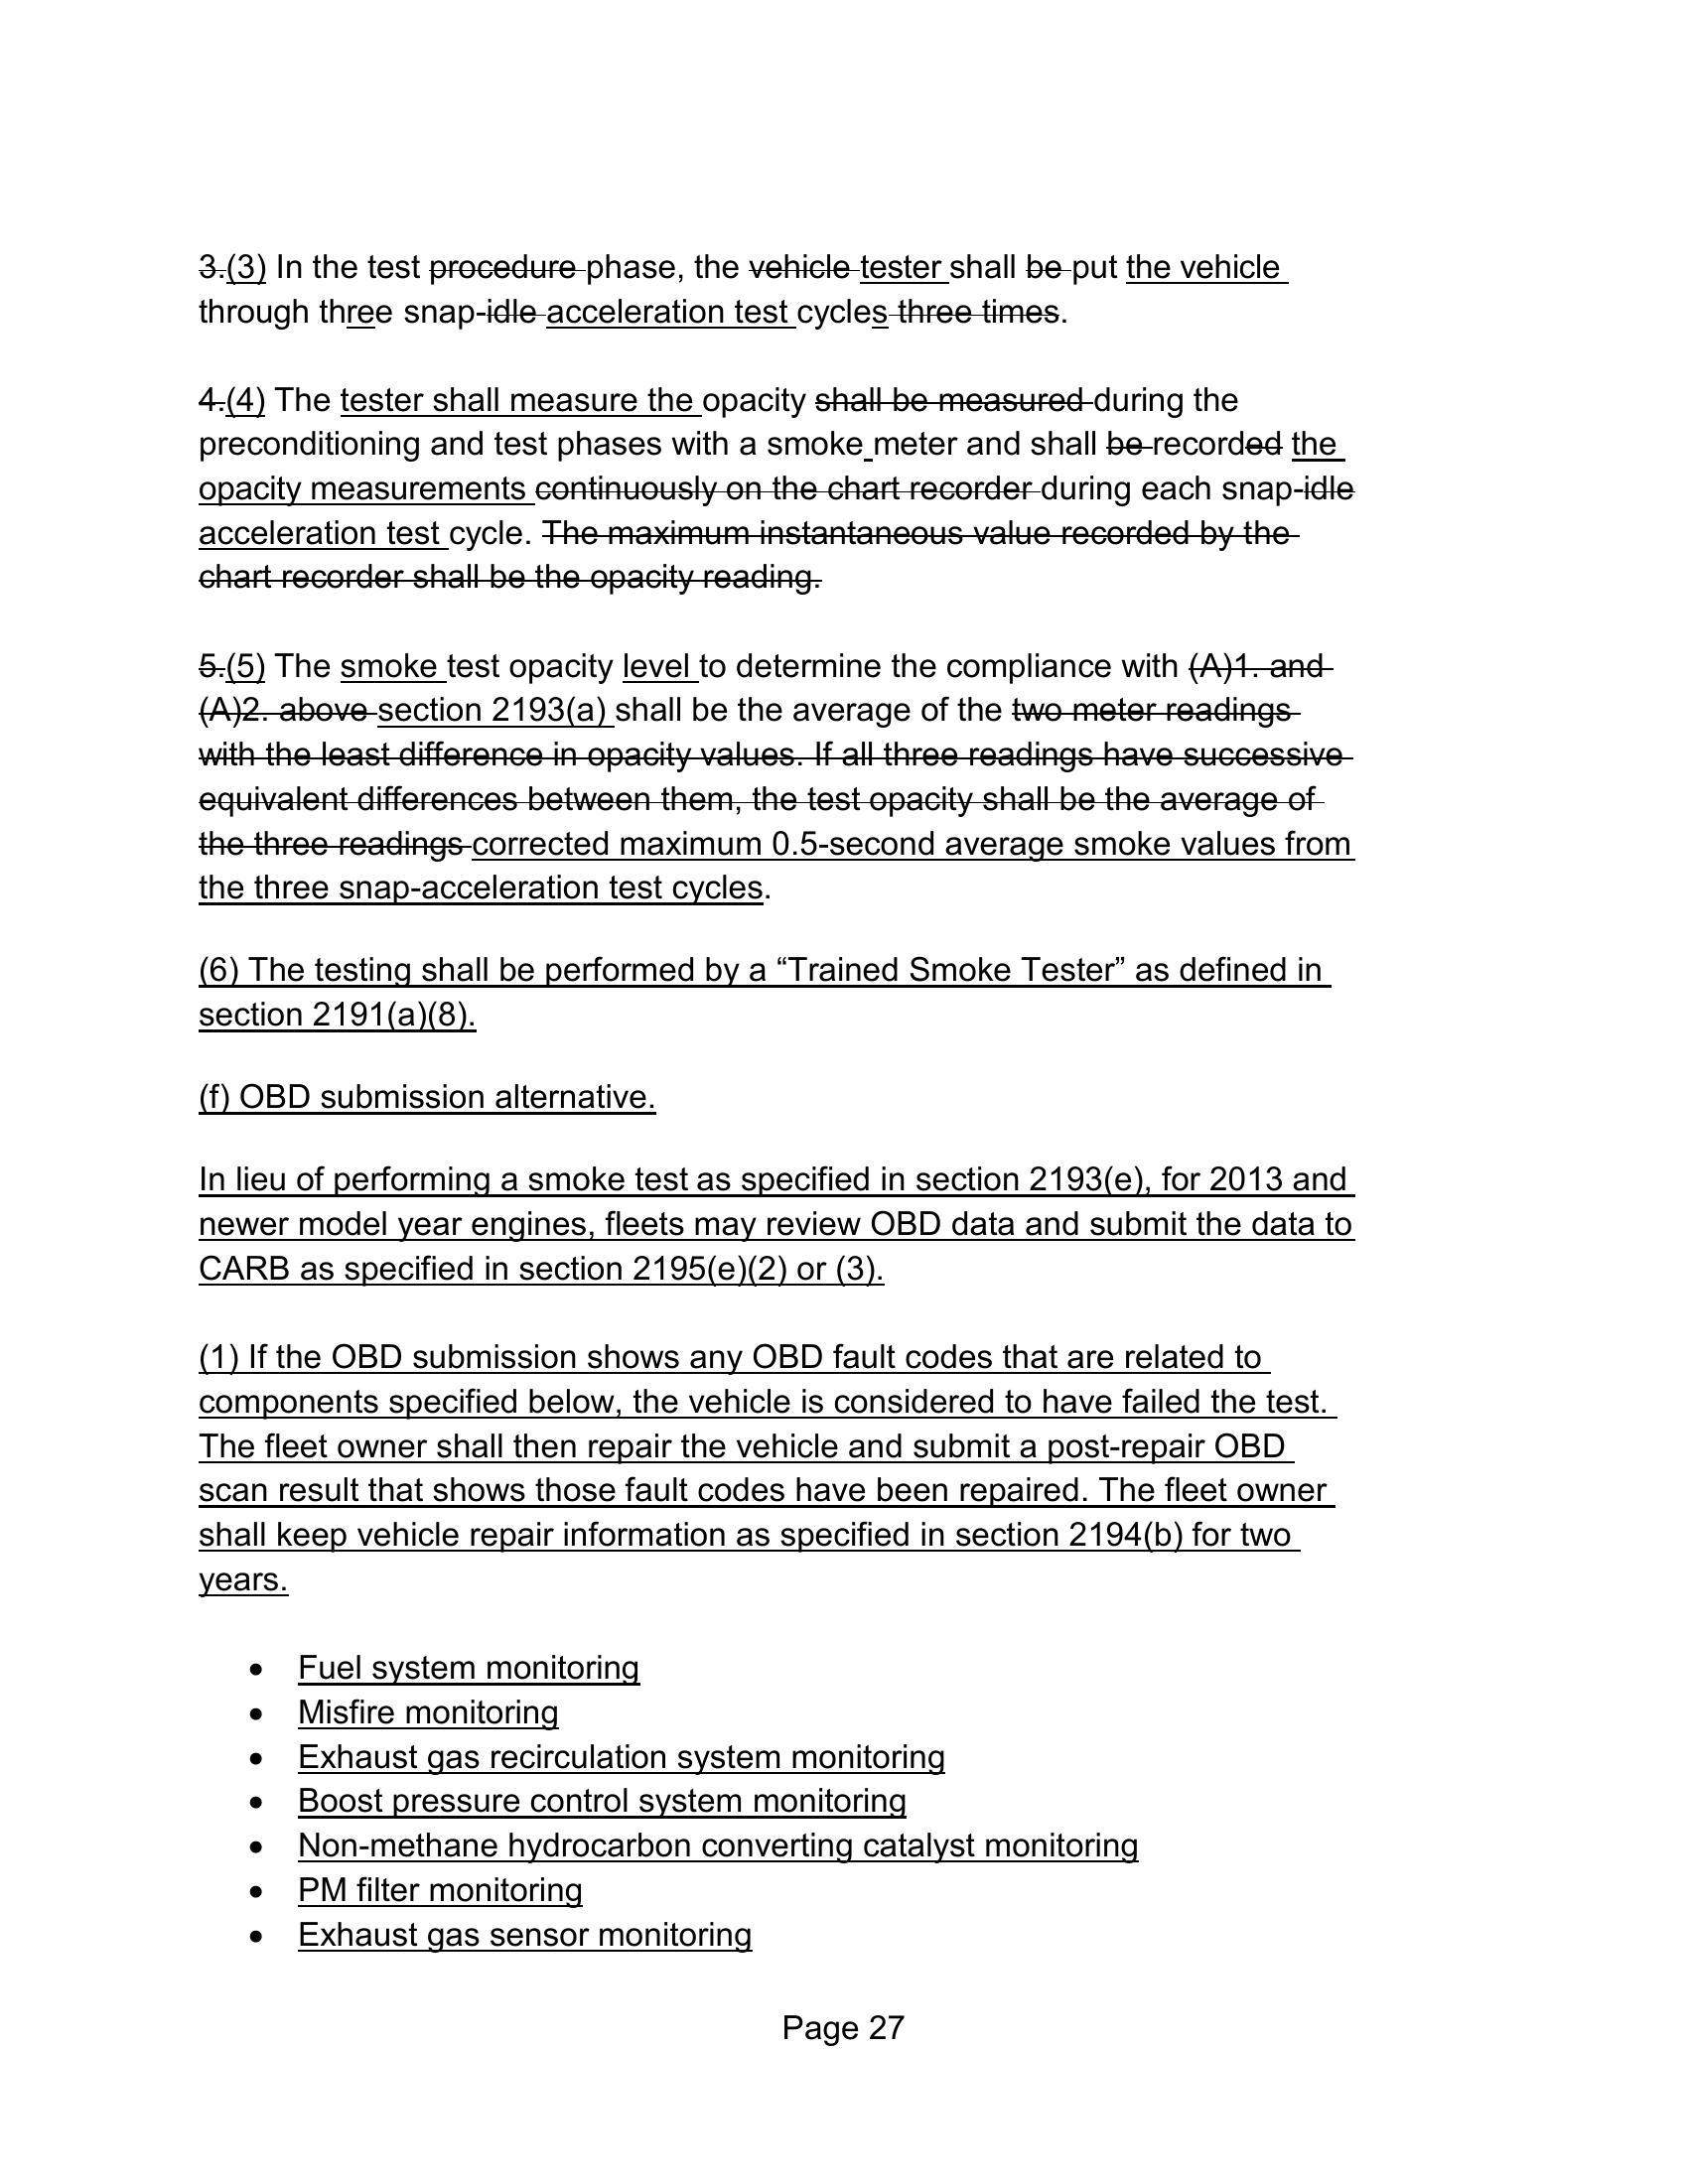 3.(3) In the test procedure phase, the vehicle tester shall be put the vehicle
through three snap-idle acceleration test cycles three times.
4.(4) The tester shall measure the opacity shall be measured during the
preconditioning and test phases with a smoke meter and shall be recorded the
opacity measurements continuously on the chart recorder during each snap-idle
acceleration test cycle. The maximum instantaneous value recorded by the
chart recorder shall be the opacity reading.
5.(5) The smoke test opacity level to determine the compliance with (A)1. and
(A)2. above section 2193(a) shall be the average of the two meter readings
with the least difference in opacity values. If all three readings have successive
equivalent differences between them, the test opacity shall be the average of
the three readings corrected maximum 0.5-second average smoke values from
the three snap-acceleration test cycles.
(6) The testing shall be performed by a “Trained Smoke Tester” as defined in
section 2191(a)(8).
(f) OBD submission alternative.
In lieu of performing a smoke test as specified in section 2193(e), for 2013 and
newer model year engines, fleets may review OBD data and submit the data to
CARB as specified in section 2195(e)(2) or (3).
(1) If the OBD submission shows any OBD fault codes that are related to
components specified below, the vehicle is considered to have failed the test.
The fleet owner shall then repair the vehicle and submit a post-repair OBD
scan result that shows those fault codes have been repaired. The fleet owner
shall keep vehicle repair information as specified in section 2194(b) for two
years.
• Fuel system monitoring
• Misfire monitoring
• Exhaust gas recirculation system monitoring
• Boost pressure control system monitoring
• Non-methane hydrocarbon converting catalyst monitoring
• PM filter monitoring
• Exhaust gas sensor monitoring
Page 27